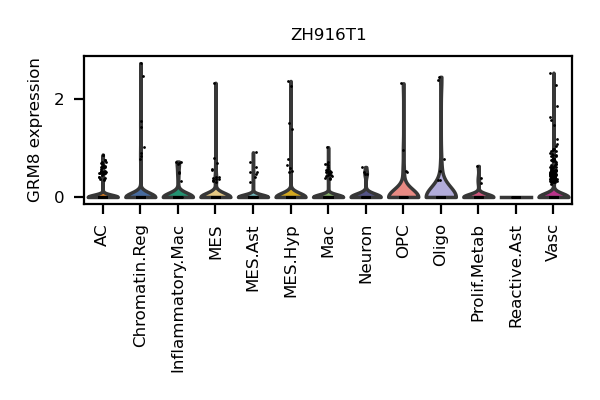 ZH916T1
GRM8 expression
2
0
AC
Chromatin.Reg
Inflammatory.Mac
MES
MES.Ast
MES.Hyp
Mac
Neuron
OPC
Oligo
Prolif.Metab
Reactive.Ast
Vasc